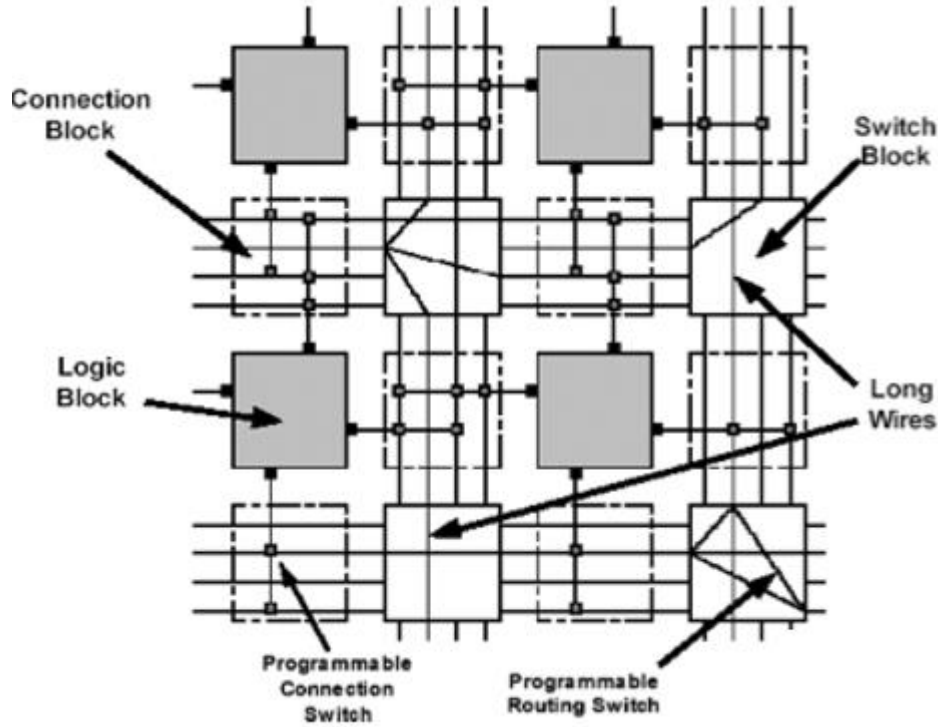 Connection
Block
Switch
Block
Logic
Block
Long
Wires
Programmable
Connection
Switch
Programmable
Routing Switch